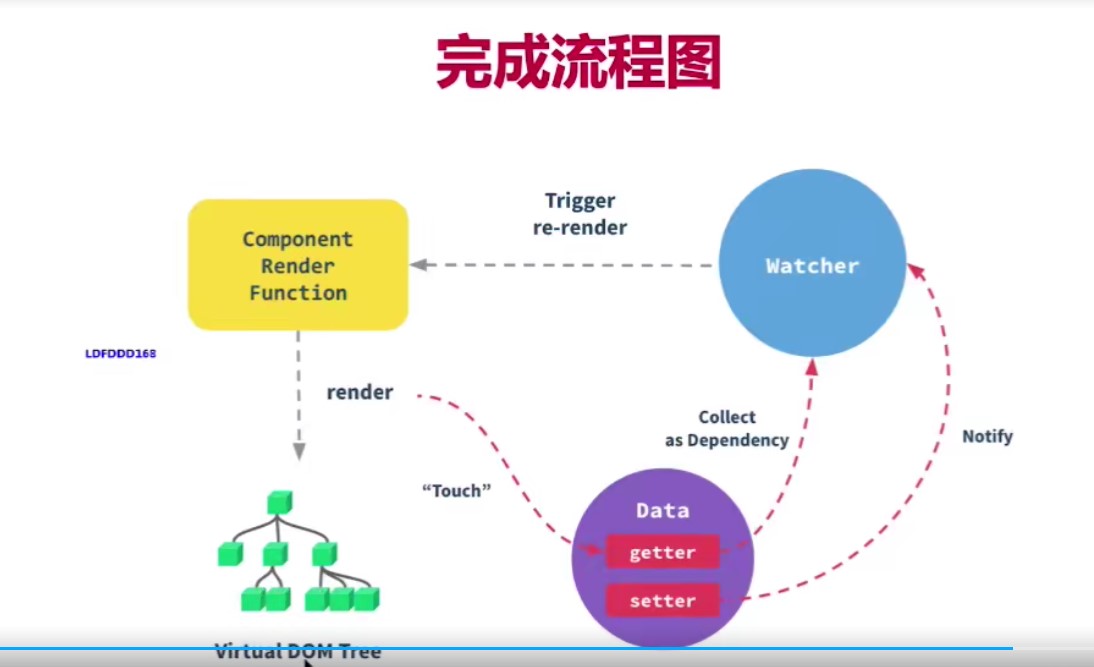 完成流程图
Trigger
re-render
Component
Render
Function
Watcher
LDFDDD168
render
Collect
as Dependency
Notify
“Touch”
Data
getter
setter
Virtual DOM Tree